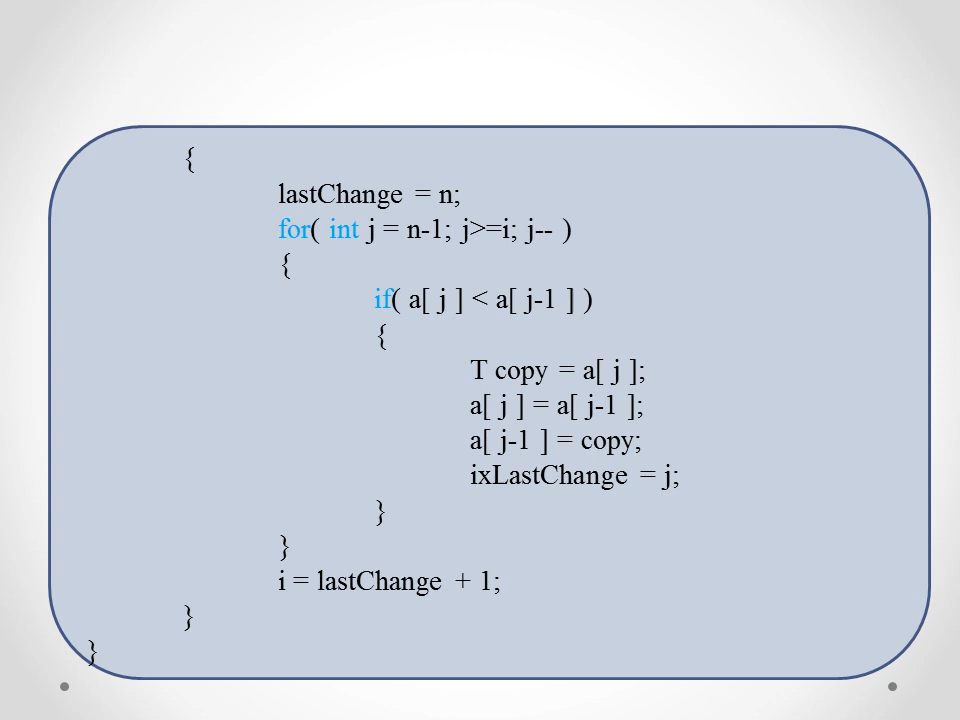 {
lastChange = n;
for( int j = n-1; j>=i; j-- )
{
if( a[ j ] < a[ j-1 ] )
{
T copy = a[ j ];
a[ j ] = a[ j-1 ];
a[ j-1 ] = copy;
ixLastChange = j;
}
}
i = lastChange + 1;
}
}